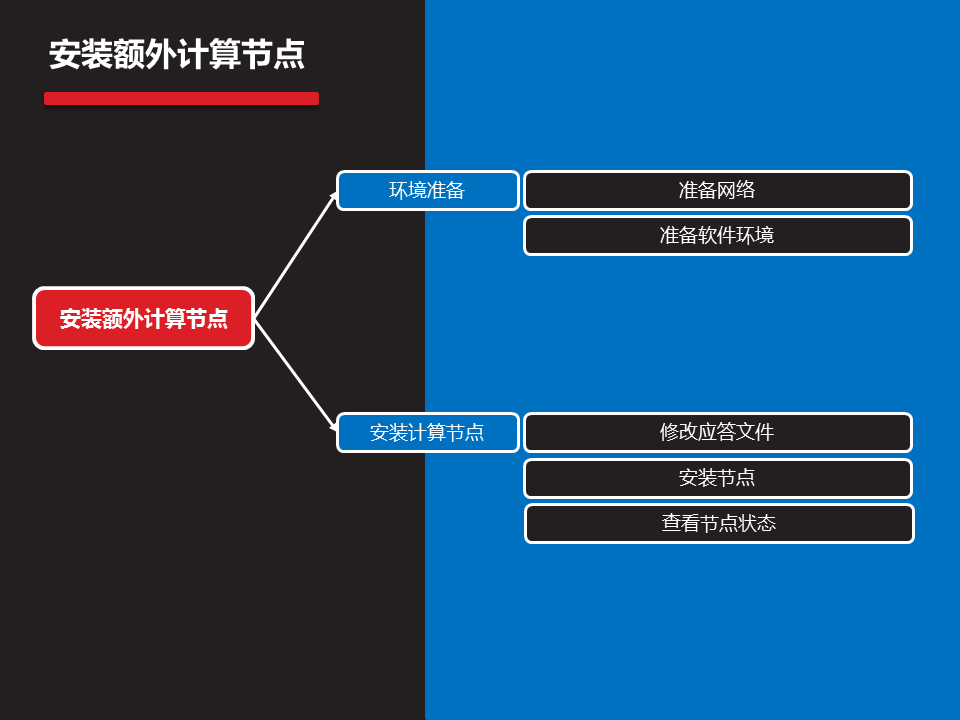 安装额外计算节点
环境准备
准备网络
准备软件环境
安装额外计算节点
安装计算节点
修改应答文件
安装节点
查看节点状态